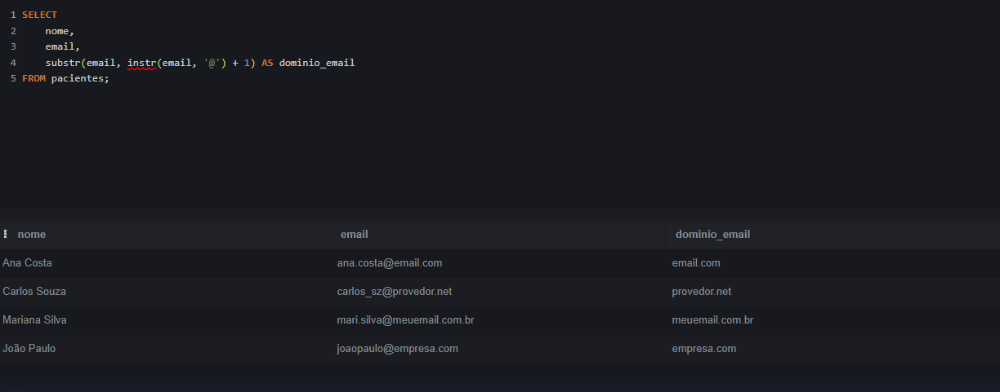 1 SELECT
2     nome,
3     email,
4     substr(email, instr(email, '@') + 1) AS dominio_email
5 FROM pacientes;
nome email dominio_email
Ana Costa ana.costa@email.com email.com
Carlos Souza carlos_sz@provedor.net provedor.net
Mariana Silva mari.silva@meuemail.com.br meuemail.com.br
João Paulo joaopaulo@empresa.com empresa.com